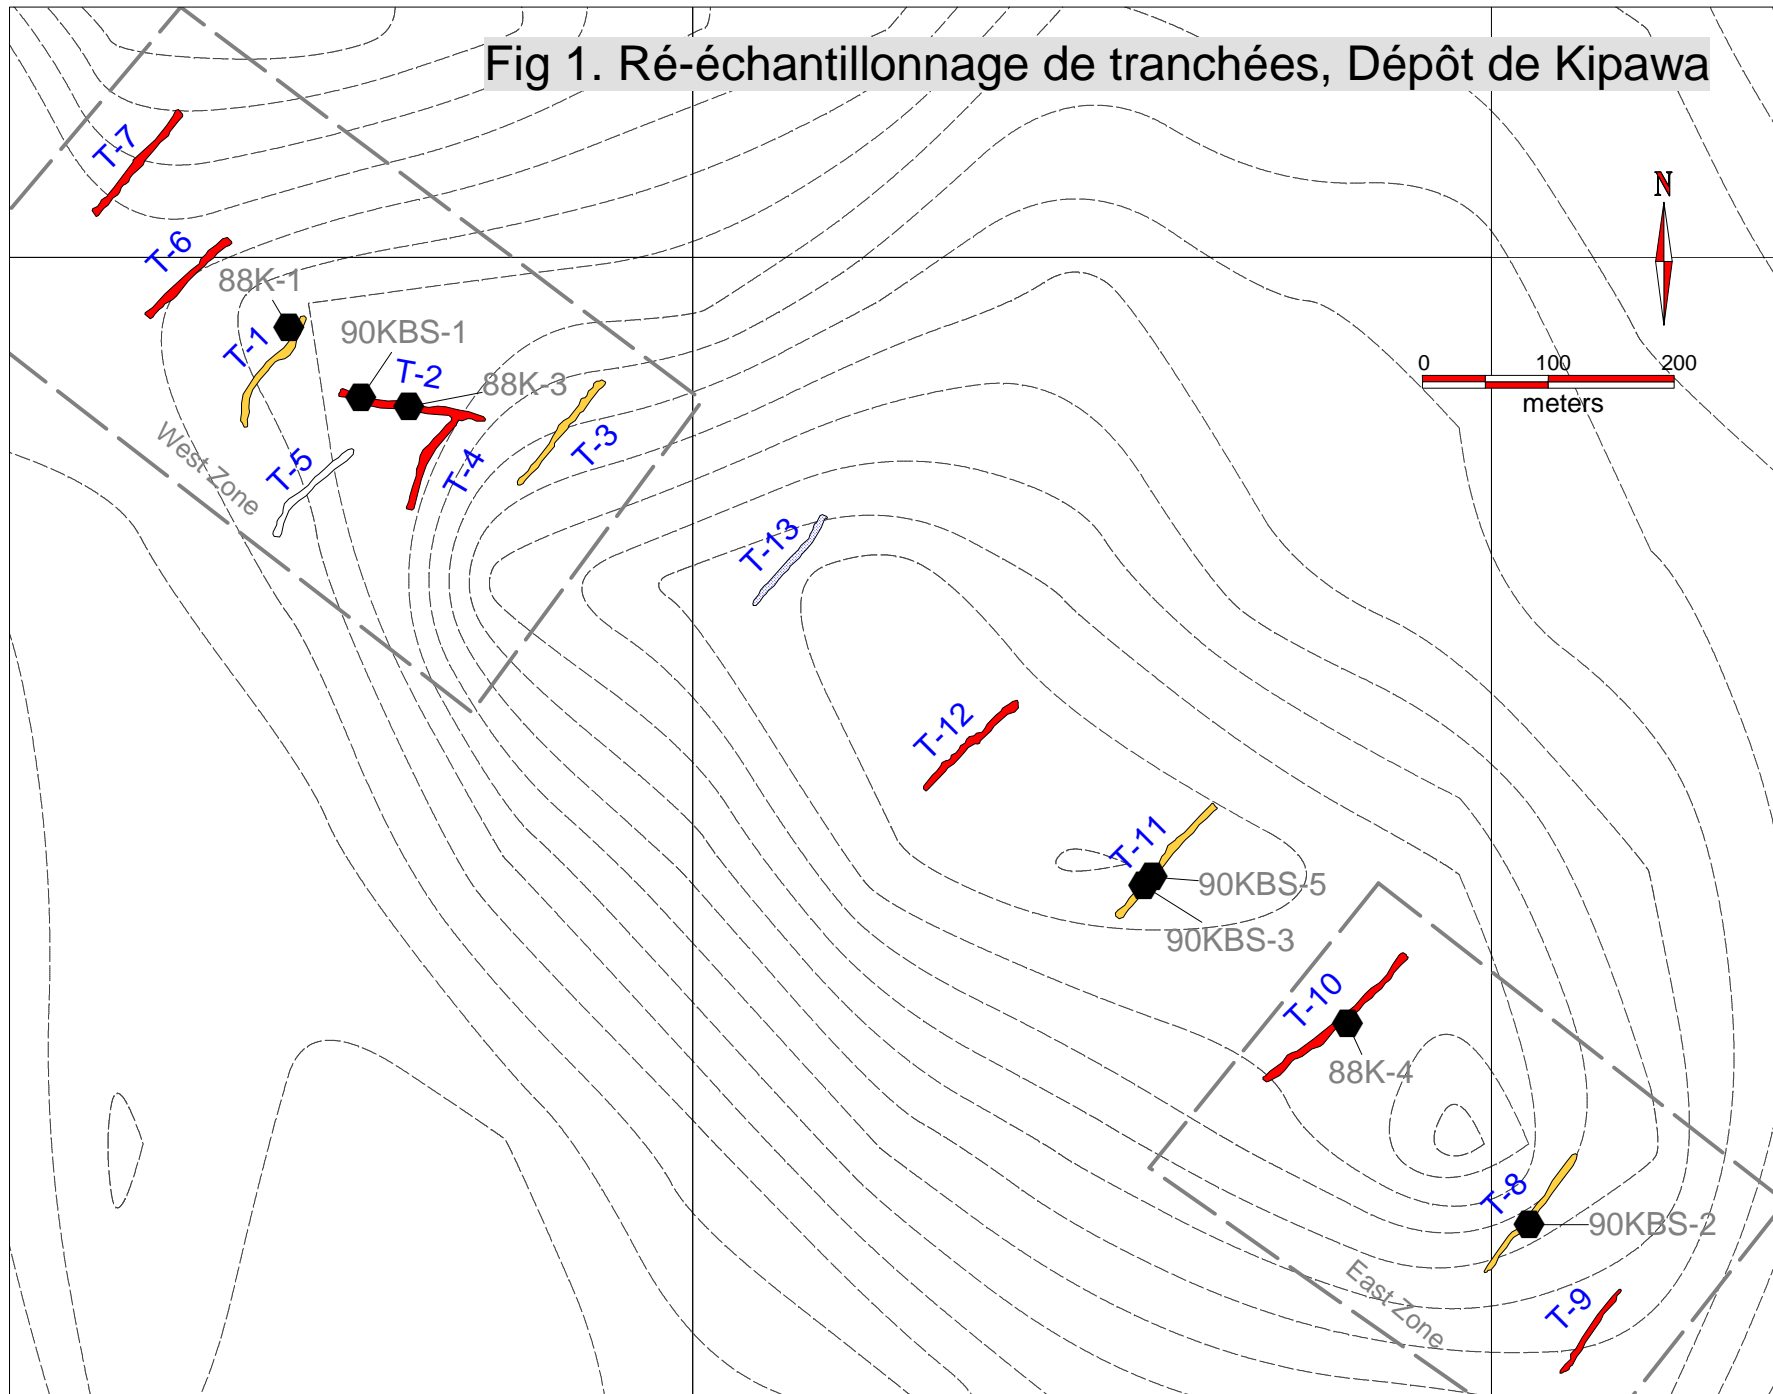 Fig 1. Ré-échantillonnage de tranchées, Dépôt de Kipawa
T-7
N
T-6
88K-1
T-1
90KBS-1
T-2
88K-3
0 100 200
meters
West Zone
T-5
T-4
T-3
T-13
T-12
T-11
90KBS-5
90KBS-3
T-10
88K-4
T-8
90KBS-2
East Zone
T-9